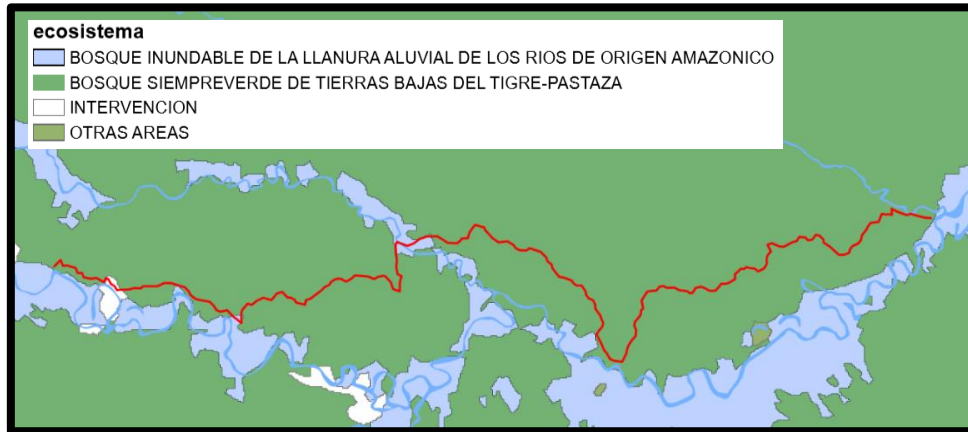 ecosistema
BOSQUE INUNDABLE DE LA LLANURA ALUVIAL DE LOS RIOS DE ORIGEN AMAZONICO
BOSQUE SIEMPREVERDE DE TIERRAS BAJAS DEL TIGRE-PASTAZA
INTERVENCION
OTRAS AREAS